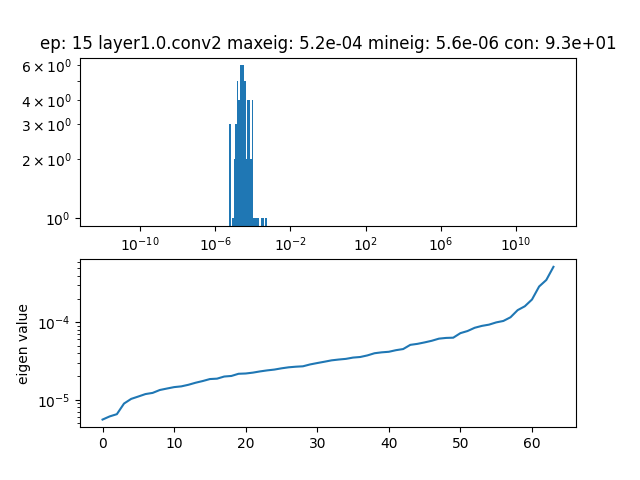 ep: 15 layer1.0.conv2 maxeig: 5.2e-04 mineig: 5.6e-06 con: 9.3e+01
6 × 10⁰
4 × 10⁰
3 × 10⁰
2 × 10⁰
10⁰
10⁻¹⁰ 10⁻⁶ 10⁻² 10² 10⁶ 10¹⁰
eigen value
10⁻⁴
10⁻⁵
0 10 20 30 40 50 60